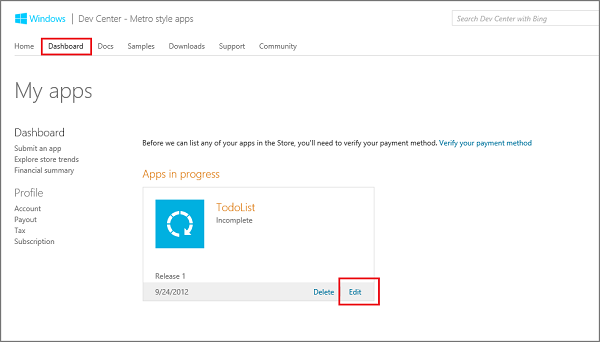 Windows | Dev Center - Metro style apps
Search Dev Center with Bing
Home Dashboard Docs Samples Downloads Support Community
My apps
Dashboard
Submit an app
Explore store trends
Financial summary
Profile
Account
Payout
Tax
Subscription
Before we can list any of your apps in the Store, you'll need to verify your payment method. Verify your payment method
Apps in progress
TodoList
Incomplete
Release 1
9/24/2012 Delete Edit